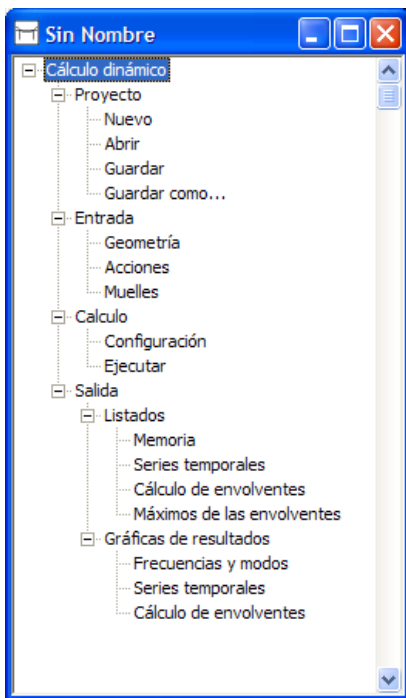 Sin Nombre
Cálculo dinámico
Proyecto
Nuevo
Abrir
Guardar
Guardar como...
Entrada
Geometría
Acciones
Muelles
Calculo
Configuración
Ejecutar
Salida
Listados
Memoria
Series temporales
Cálculo de envolventes
Máximos de las envolventes
Gráficas de resultados
Frecuencias y modos
Series temporales
Cálculo de envolventes